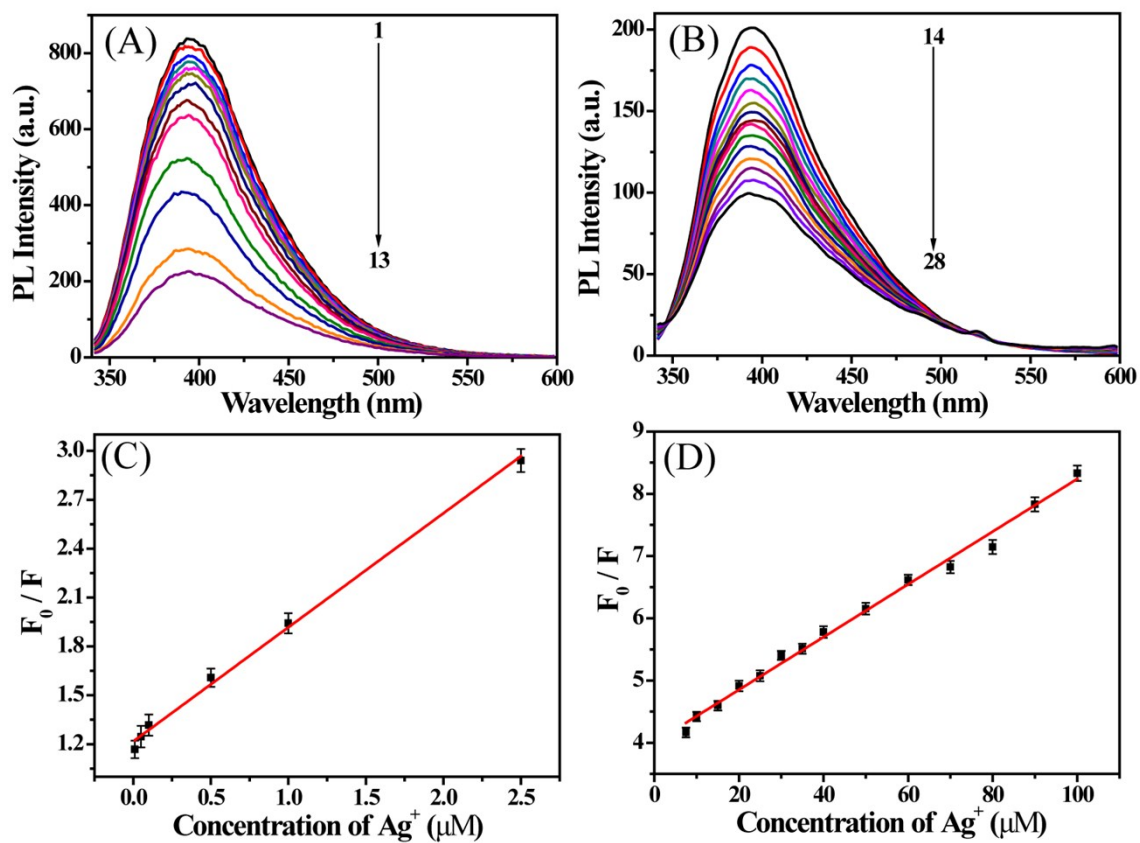 (A)
1
13
PL Intensity (a.u.)
800
600
400
200
0
350 400 450 500 550 600
Wavelength (nm)
(B)
14
28
PL Intensity (a.u.)
200
150
100
50
0
350 400 450 500 550 600
Wavelength (nm)
(C)
F₀ / F
3.0
2.7
2.4
2.1
1.8
1.5
1.2
0.0 0.5 1.0 1.5 2.0 2.5
Concentration of Ag⁺ (μM)
(D)
F₀ / F
9
8
7
6
5
4
0 20 40 60 80 100
Concentration of Ag⁺ (μM)